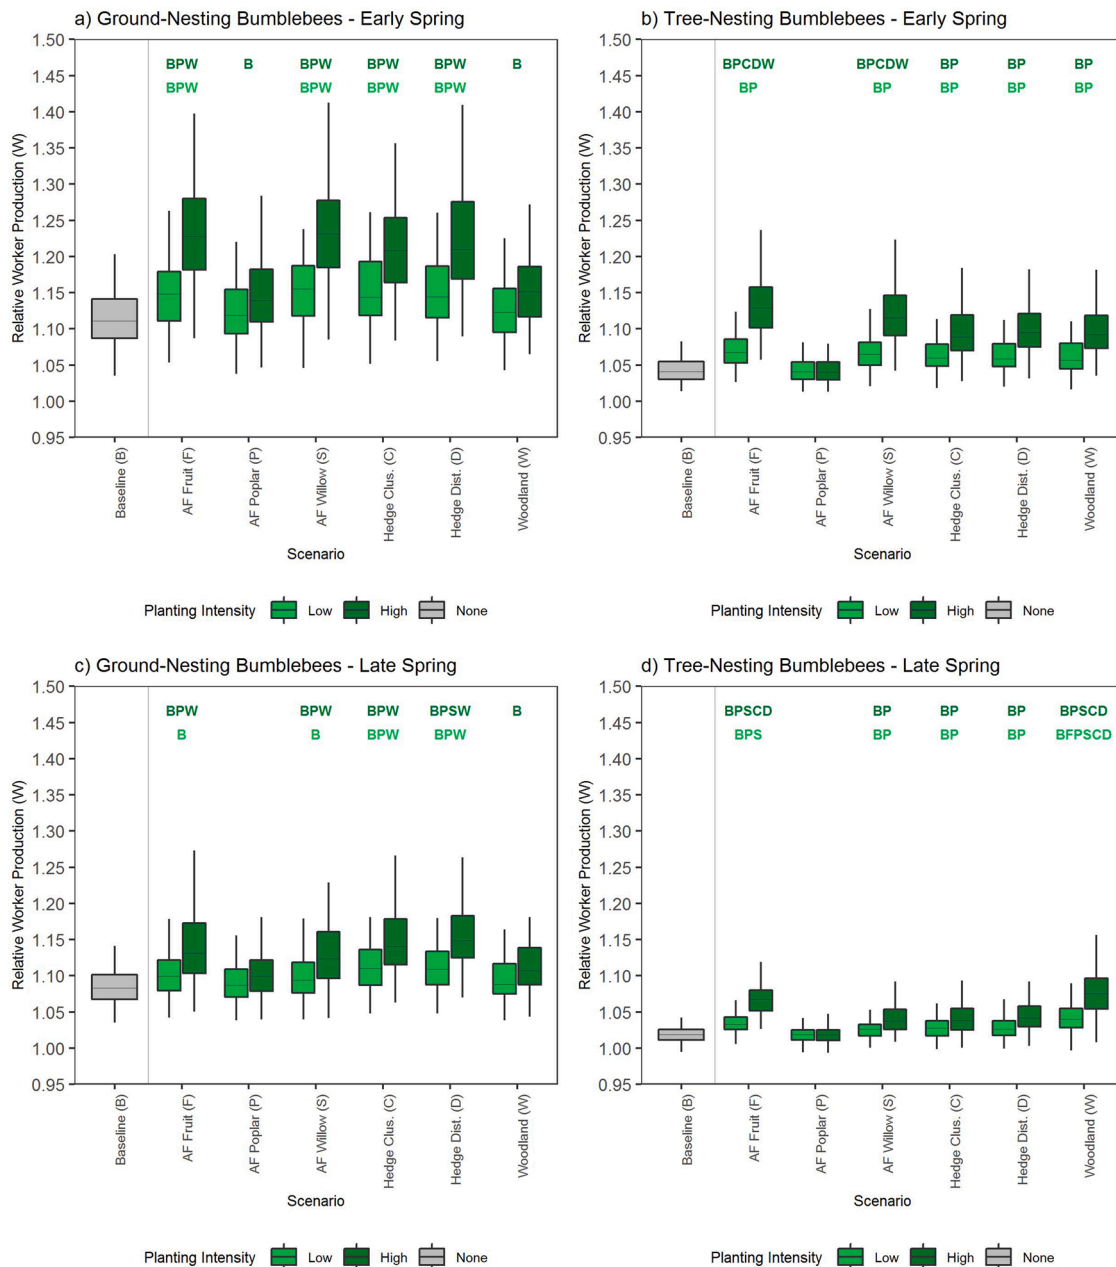 a) Ground-Nesting Bumblebees - Early Spring
Relative Worker Production (W)
1.50
1.45
1.40
1.35
1.30
1.25
1.20
1.15
1.10
1.05
1.00
0.95
BPW B BPW BPW BPW B
BPW BPW BPW BPW
Baseline (B)
AF Fruit (F)
AF Poplar (P)
AF Willow (S)
Hedge Clus. (C)
Hedge Dist. (D)
Woodland (W)
Scenario
Planting Intensity Low High None
b) Tree-Nesting Bumblebees - Early Spring
Relative Worker Production (W)
1.50
1.45
1.40
1.35
1.30
1.25
1.20
1.15
1.10
1.05
1.00
0.95
BPCDW BPCDW BP BP BP
BP BP BP BP BP
Baseline (B)
AF Fruit (F)
AF Poplar (P)
AF Willow (S)
Hedge Clus. (C)
Hedge Dist. (D)
Woodland (W)
Scenario
Planting Intensity Low High None
c) Ground-Nesting Bumblebees - Late Spring
Relative Worker Production (W)
1.50
1.45
1.40
1.35
1.30
1.25
1.20
1.15
1.10
1.05
1.00
0.95
BPW BPW BPW BPSW B
B B BPW BPW
Baseline (B)
AF Fruit (F)
AF Poplar (P)
AF Willow (S)
Hedge Clus. (C)
Hedge Dist. (D)
Woodland (W)
Scenario
Planting Intensity Low High None
d) Tree-Nesting Bumblebees - Late Spring
Relative Worker Production (W)
1.50
1.45
1.40
1.35
1.30
1.25
1.20
1.15
1.10
1.05
1.00
0.95
BPSCD BP BP BP BPSCD
BPS BP BP BP BFPSCD
Baseline (B)
AF Fruit (F)
AF Poplar (P)
AF Willow (S)
Hedge Clus. (C)
Hedge Dist. (D)
Woodland (W)
Scenario
Planting Intensity Low High None